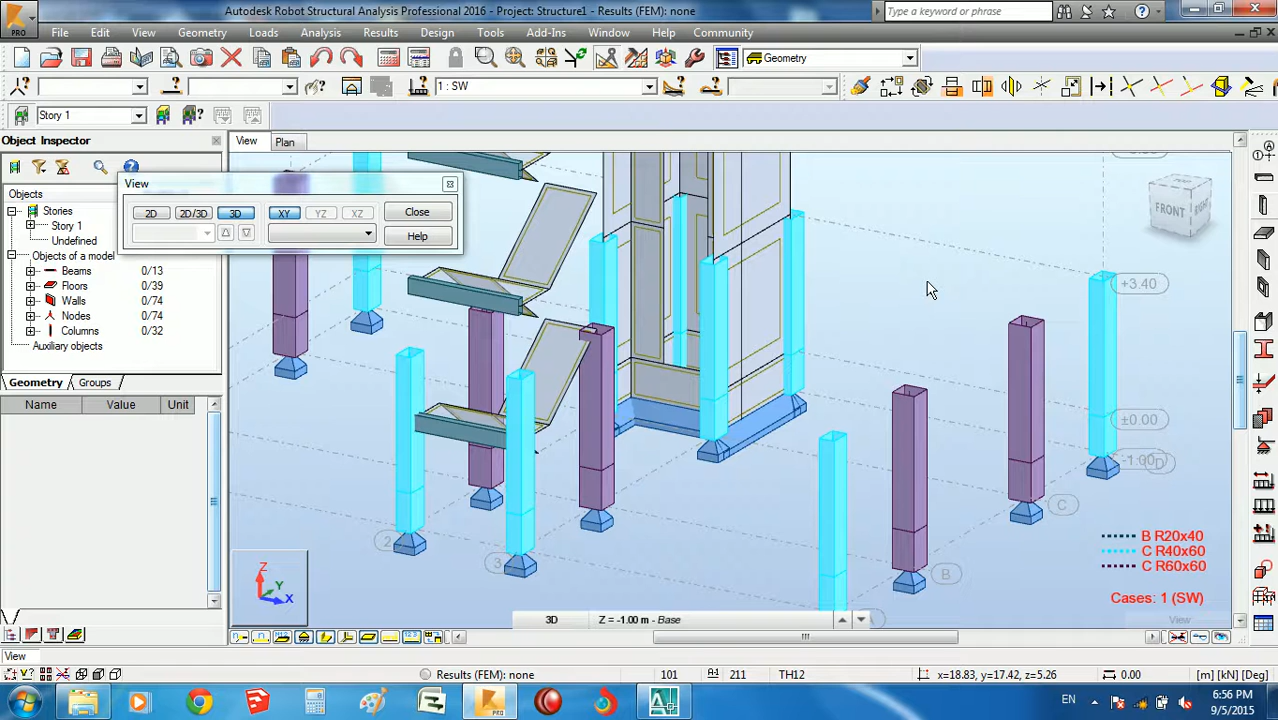 Autodesk Robot Structural Analysis Professional 2016 - Project: Structure1 - Results (FEM): none
Type a keyword or phrase
PRO
File Edit View Geometry Loads Analysis Results Design Tools Add-Ins Window Help Community
Geometry
1 : SW
Story 1
Object Inspector
View Plan
Objects
Stories
Story 1
Undefined
Objects of a model
Beams 0/13
Floors 0/39
Walls 0/74
Nodes 0/74
Columns 0/32
Auxiliary objects
Geometry Groups
Name Value Unit
View
2D 2D/3D 3D XY YZ XZ Close
Help
FRONT RIGHT
+3.40
±0.00
-1.00 D
C
B
2
3
Z
Y
X
B R20x40
C R40x60
C R60x60
Cases: 1 (SW)
View
3D Z = -1.00 m - Base
View
Results (FEM): none 101 211 TH12 x=18.83, y=17.42, z=5.26 0.00 [m] [kN] [Deg]
EN
6:56 PM
9/5/2015
PRO